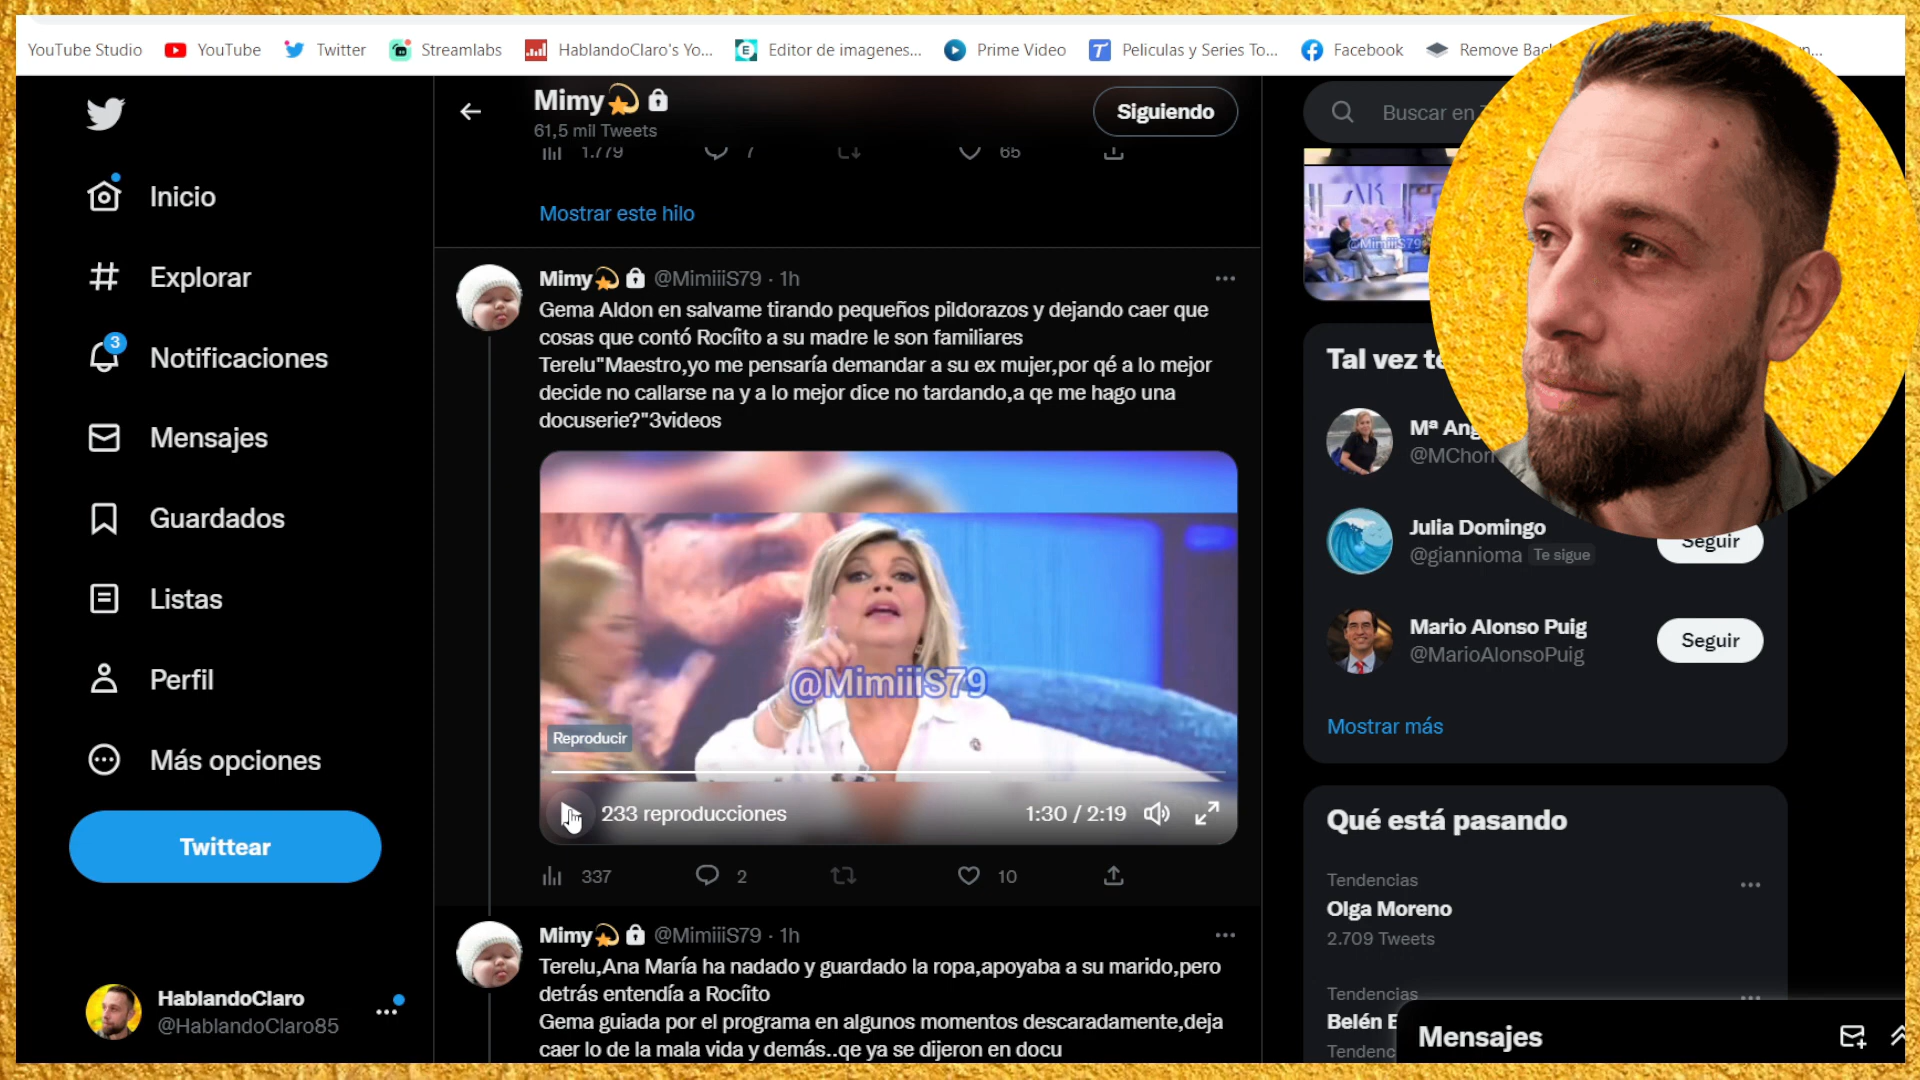 YouTube Studio
YouTube
Twitter
Streamlabs
HablandoClaro's Yo...
Editor de imagenes...
Prime Video
Peliculas y Series To...
Facebook
Remove
Mimy
61,5 mil Tweets
Siguiendo
Buscar en
1.779
7
65
Mostrar este hilo
Inicio
Explorar
3
Notificaciones
Mensajes
Guardados
Listas
Perfil
Más opciones
Twittear
HablandoClaro
@HablandoClaro85
Mimy @MimiiiS79 · 1h
Gema Aldon en salvame tirando pequeños pildorazos y dejando caer que
cosas que contó Rocíito a su madre le son familiares
Terelu"Maestro,yo me pensaría demandar a su ex mujer,por qé a lo mejor
decide no callarse na y a lo mejor dice no tardando,a qe me hago una
docuserie?"3videos
@MimiiiS79
Reproducir
233 reproducciones
1:30 / 2:19
337
2
10
Mimy @MimiiiS79 · 1h
Terelu,Ana María ha nadado y guardado la ropa,apoyaba a su marido,pero
detrás entendía a Rocíito
Gema guiada por el programa en algunos momentos descaradamente,deja
caer lo de la mala vida y demás..qe ya se dijeron en docu
@MimiiiS79
Tal vez
Mª
Julia Domingo
@giannioma Te sigue
Seguir
Mario Alonso Puig
@MarioAlonsoPuig
Seguir
Mostrar más
Qué está pasando
Tendencias
Olga Moreno
2.709 Tweets
Tendencias
Belén
Mensajes